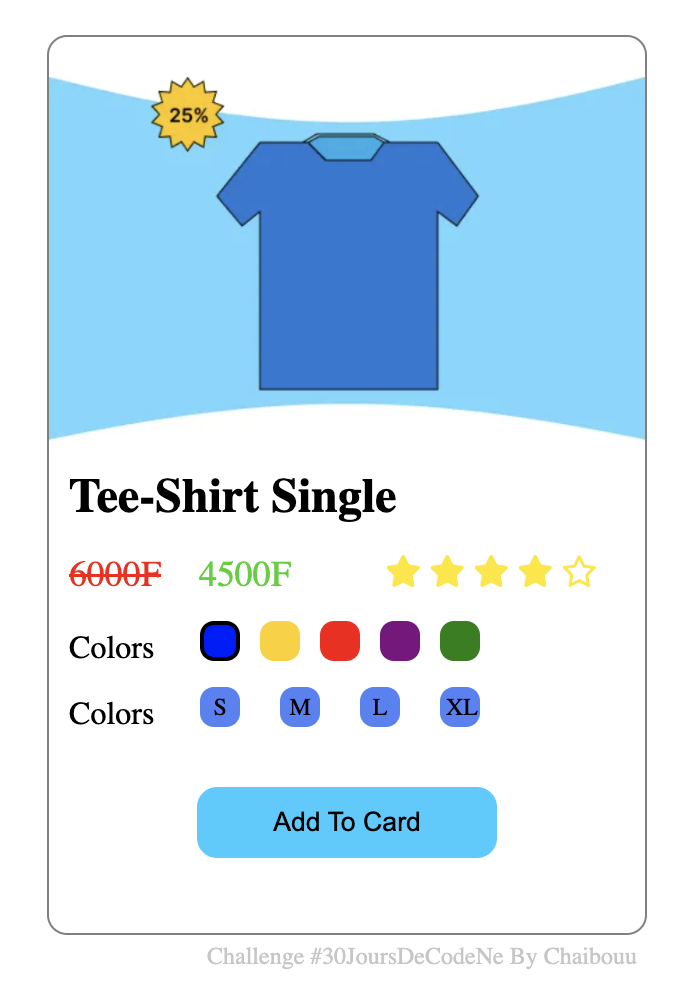 25%
Tee-Shirt Single
6000F 4500F
Colors
Colors S M L XL
Add To Card
Challenge #30JoursDeCodeNe By Chaibouu